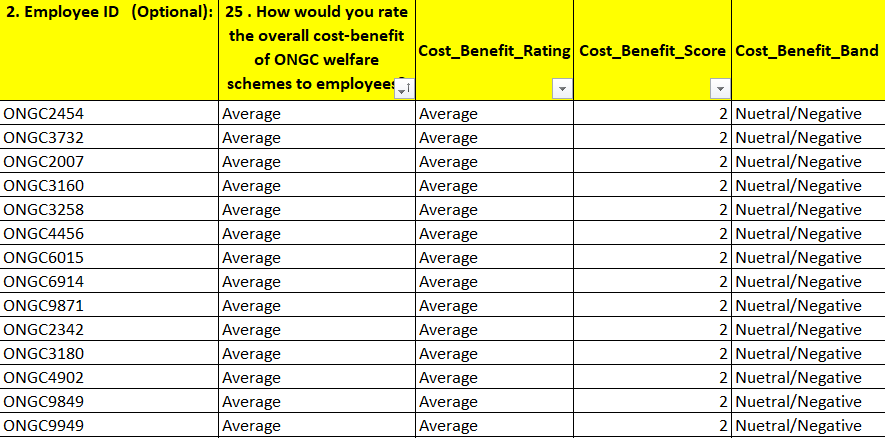 2. Employee ID (Optional): 25 . How would you rate the overall cost-benefit of ONGC welfare schemes to employees? Cost_Benefit_Rating Cost_Benefit_Score Cost_Benefit_Band
ONGC2454 Average Average 2 Nuetral/Negative
ONGC3732 Average Average 2 Nuetral/Negative
ONGC2007 Average Average 2 Nuetral/Negative
ONGC3160 Average Average 2 Nuetral/Negative
ONGC3258 Average Average 2 Nuetral/Negative
ONGC4456 Average Average 2 Nuetral/Negative
ONGC6015 Average Average 2 Nuetral/Negative
ONGC6914 Average Average 2 Nuetral/Negative
ONGC9871 Average Average 2 Nuetral/Negative
ONGC2342 Average Average 2 Nuetral/Negative
ONGC3180 Average Average 2 Nuetral/Negative
ONGC4902 Average Average 2 Nuetral/Negative
ONGC9849 Average Average 2 Nuetral/Negative
ONGC9949 Average Average 2 Nuetral/Negative